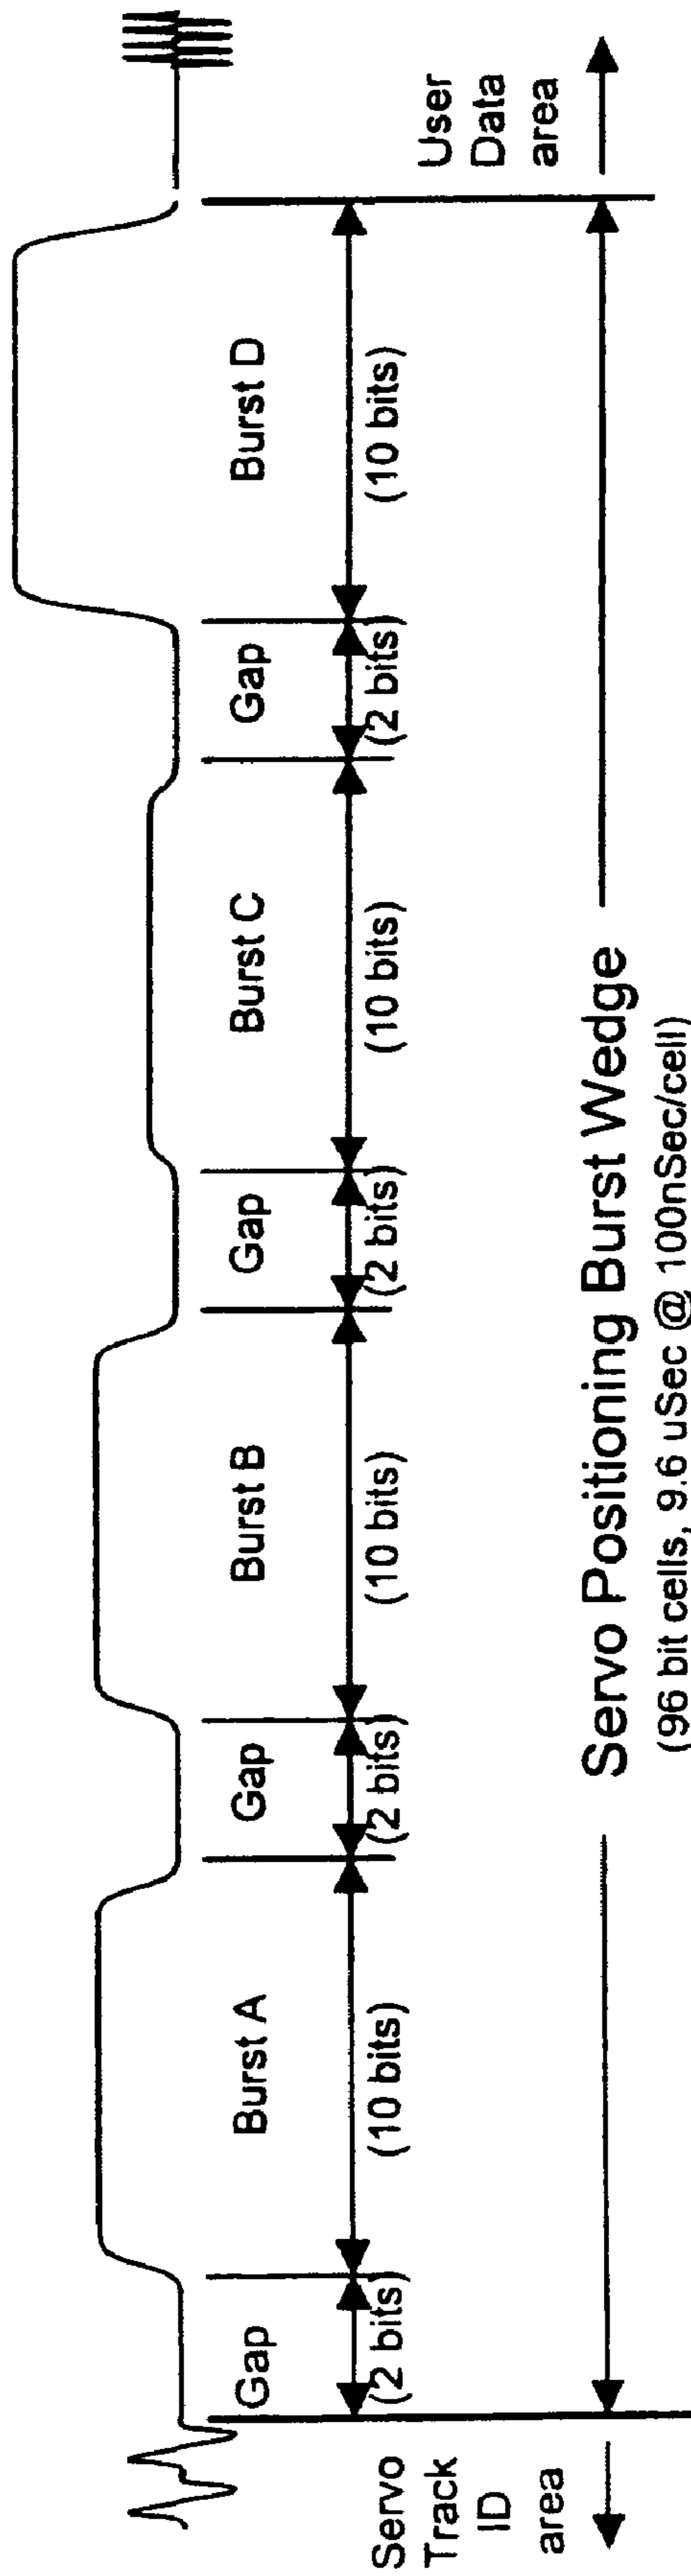 Servo
Track
ID
area
Gap
(2 bits)
Burst A
(10 bits)
Gap
(2 bits)
Burst B
(10 bits)
Gap
(2 bits)
Burst C
(10 bits)
Gap
(2 bits)
Burst D
(10 bits)
User
Data
area
Servo Positioning Burst Wedge
(96 bit cells, 9.6 uSec @ 100nSec/cell)